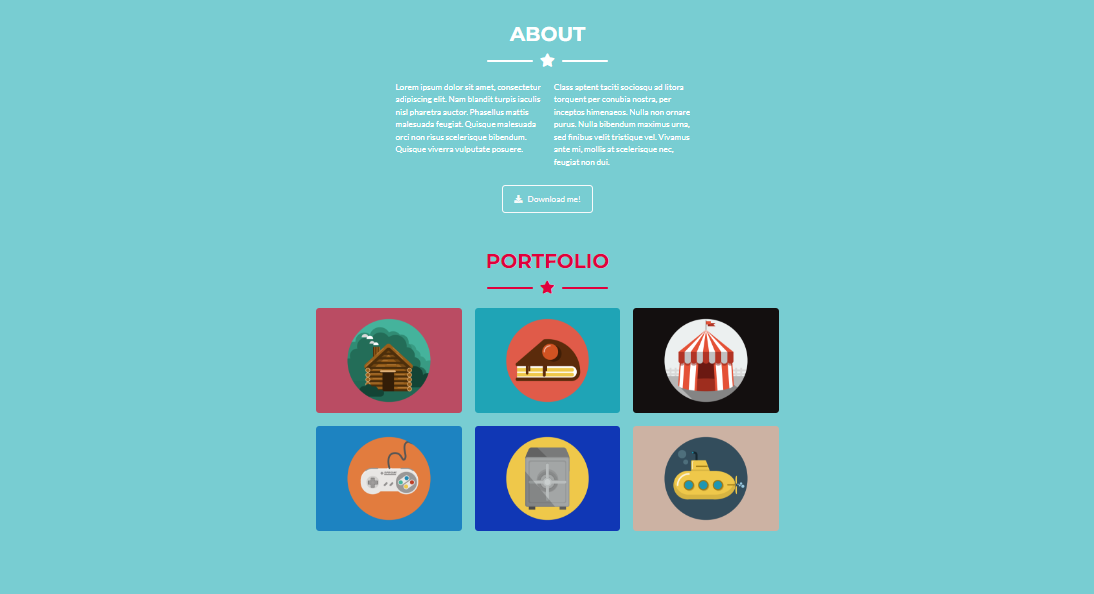 ABOUT
Lorem ipsum dolor sit amet, consectetur
adipiscing elit. Nam blandit turpis iaculis
nisl pharetra auctor. Phasellus mattis
malesuada feugiat. Quisque malesuada
orci non risus scelerisque bibendum.
Quisque viverra vulputate posuere.
Class aptent taciti sociosqu ad litora
torquent per conubia nostra, per
inceptos himenaeos. Nulla non ornare
purus. Nulla bibendum maximus urna,
sed finibus velit tristique vel. Vivamus
ante mi, mollis at scelerisque nec,
feugiat non dui.
Download me!
PORTFOLIO